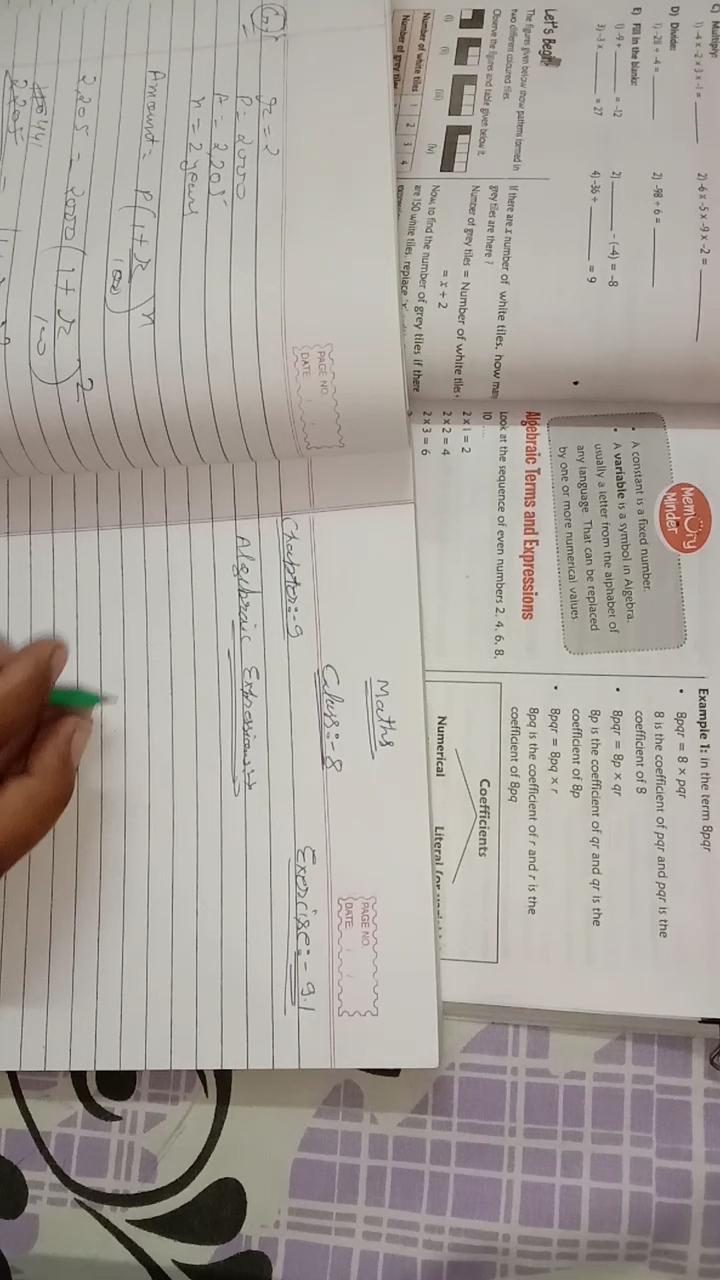 C) Multiply:
1) -4 x -2 x 3 x -1 =
2) -6 x -5 x -9 x -2 =
D) Divide:
1) -28 ÷ -4 =
2) -98 ÷ 6 =
E) Fill in the blanks:
1) -9 + = -12
2) - (-4) = -8
3) -3 x = 27
4) -36 ÷ = 9
Let's Begin
The figures given below show patterns formed in
two different coloured tiles.
Observe the figures and table given below it.
(i) (ii) (iii) (iv)
Number of white tiles 1 2 3 4
Number of grey tiles
If there are x number of white tiles, how many
grey tiles are there ?
Number of grey tiles = Number of white tiles +
= x + 2
Now, to find the number of grey tiles if there
are 150 white tiles, replace
Memory
Minder
• A constant is a fixed number.
• A variable is a symbol in Algebra.
usually a letter from the alphabet of
any language. That can be replaced
by one or more numerical values
Algebraic Terms and Expressions
Look at the sequence of even numbers 2, 4, 6, 8,
10 ....
2 x 1 = 2
2 x 2 = 4
2 x 3 = 6
Example 1: in the term 8pqr
• 8pqr = 8 × pqr
8 is the coefficient of pqr and pqr is the
coefficient of 8
• 8pqr = 8p × qr
8p is the coefficient of qr and qr is the
coefficient of 8p
• 8pqr = 8pq × r
8pq is the coefficient of r and r is the
coefficient of 8pq
Coefficients
Numerical Literal
PAGE NO.
DATE
P = 2000
A = 2,205
n = 2 years
Amount = P(1 + r/100)^n
2,205 = 2000(1 + r/100)^2
441
2205
PAGE NO.
DATE
Maths
Class:-8
Chapter:-9 Exercise:-9.1
Algebraic Expressions